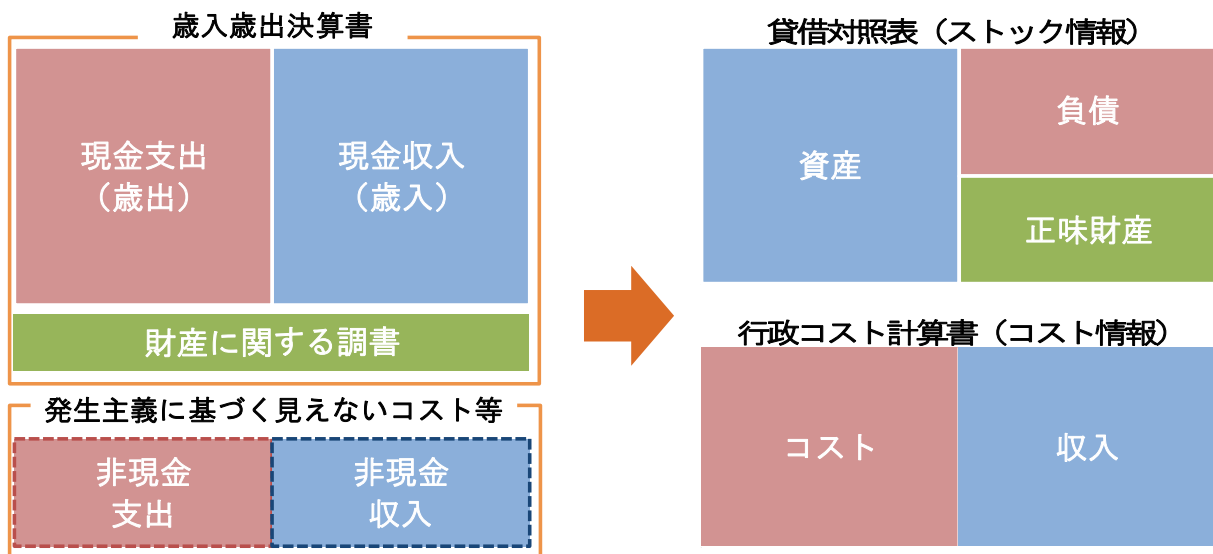 歳入歳出決算書
現金支出
（歳出）
現金収入
（歳入）
財産に関する調書
発生主義に基づく見えないコスト等
非現金
支出
非現金
収入
貸借対照表（ストック情報）
資産
負債
正味財産
行政コスト計算書（コスト情報）
コスト
収入